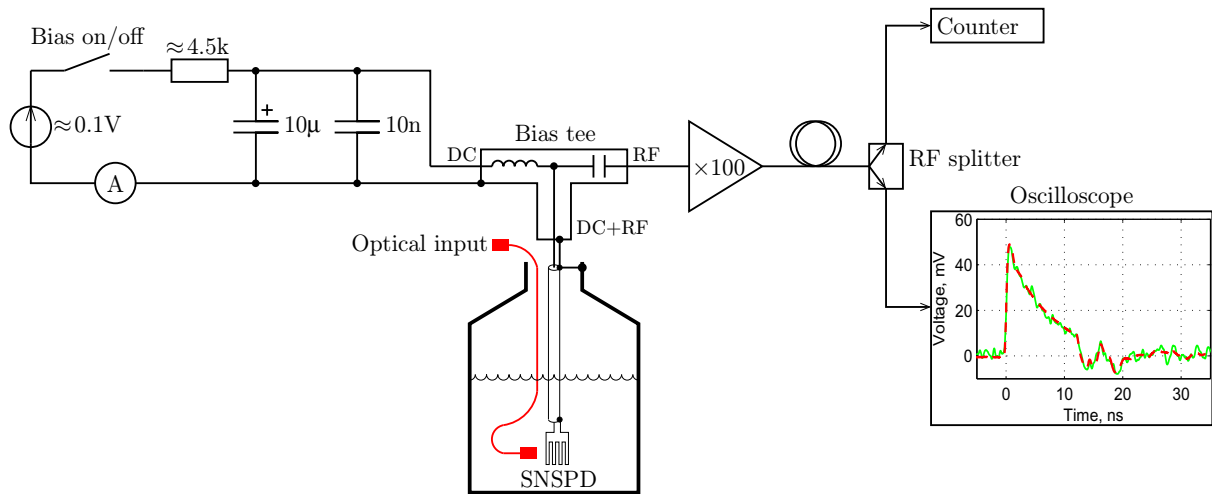 Bias on/off
≈4.5k
≈0.1V
+
10µ
10n
A
Bias tee
DC
RF
DC+RF
×100
Counter
RF splitter
Oscilloscope
Optical input
SNSPD
Voltage, mV
60
40
20
0
0 10 20 30
Time, ns